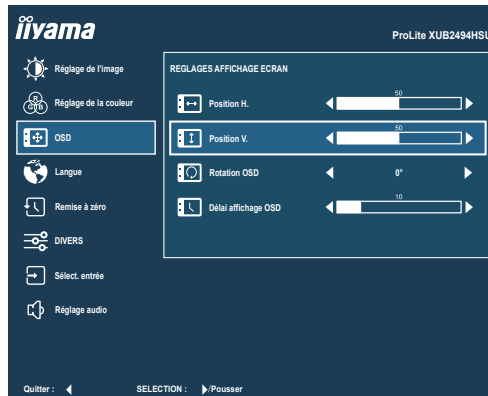 iiyama
ProLite XUB2494HSU
Réglage de l'image
Réglage de la couleur
OSD
Langue
Remise à zéro
DIVERS
Sélect. entrée
Réglage audio
REGLAGES AFFICHAGE ECRAN
Position H.
50
Position V.
50
Rotation OSD
0°
Délai affichage OSD
10
Quitter :
SELECTION : /Pousser